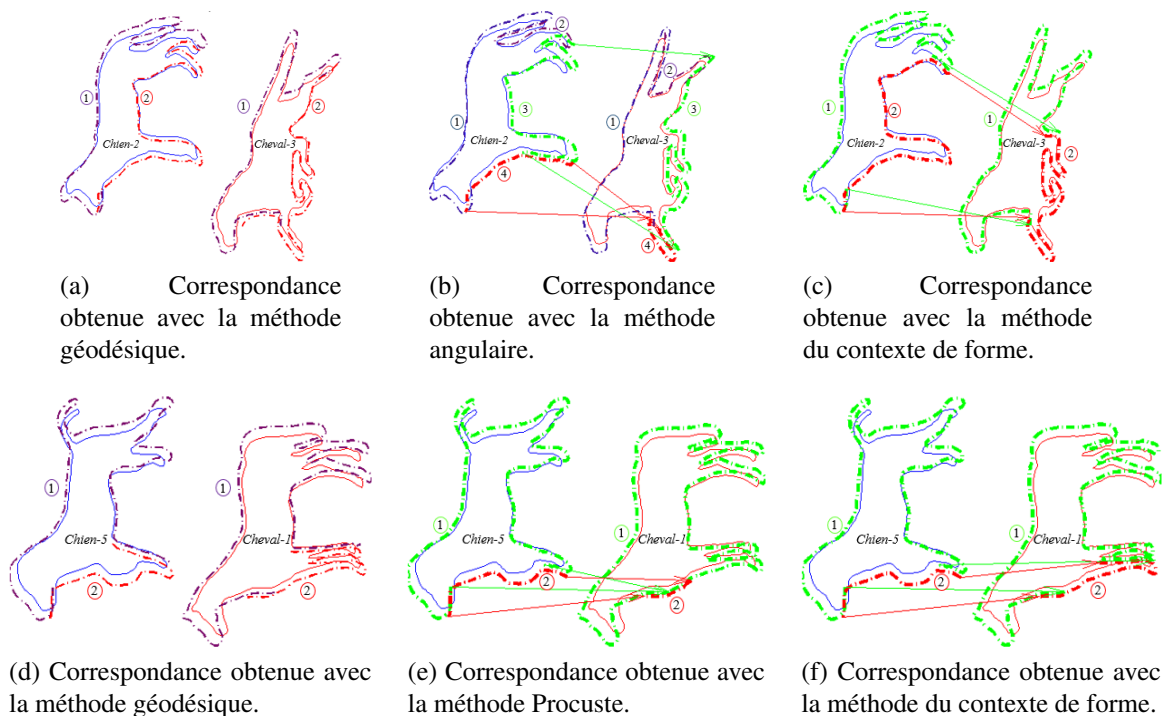 1
2
Chien-2
1
2
Cheval-3
2
1
3
4
Chien-2
2
1
3
4
Cheval-3
1
2
Chien-2
1
2
Cheval-3
(a) Correspondance
obtenue avec la méthode
géodésique.
(b) Correspondance
obtenue avec la méthode
angulaire.
(c) Correspondance
obtenue avec la méthode
du contexte de forme.
1
Chien-5
2
1
Cheval-1
2
1
Chien-5
2
1
Cheval-1
2
1
Chien-5
2
1
Cheval-1
2
(d) Correspondance obtenue avec
la méthode géodésique.
(e) Correspondance obtenue avec
la méthode Procuste.
(f) Correspondance obtenue avec
la méthode du contexte de forme.